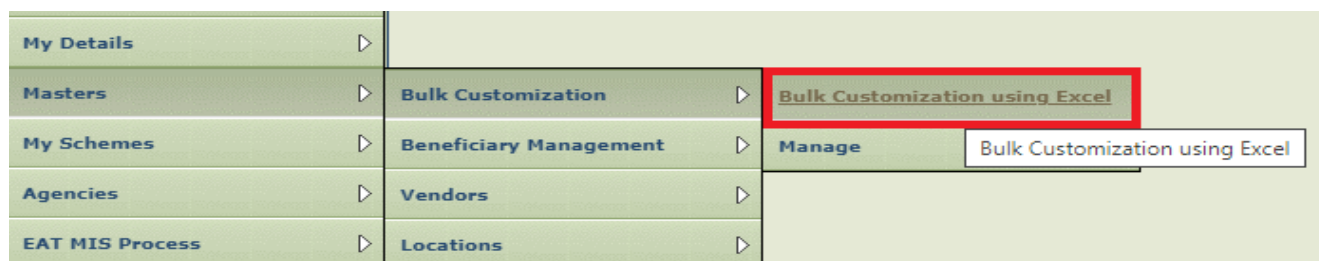 My Details
Masters
Bulk Customization
Bulk Customization using Excel
My Schemes
Beneficiary Management
Manage
Bulk Customization using Excel
Agencies
Vendors
EAT MIS Process
Locations